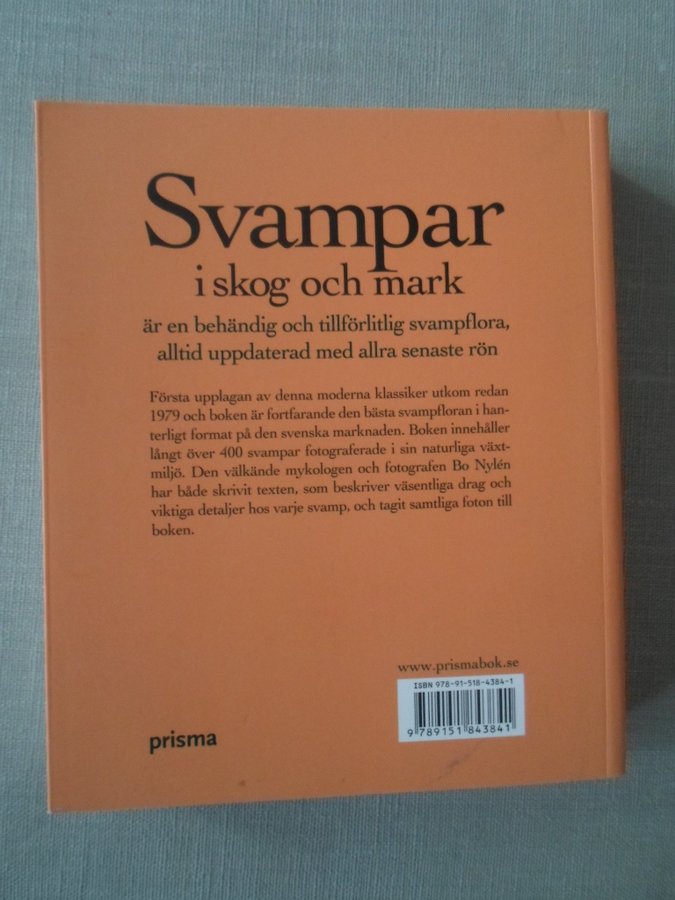 Svampar
i skog och mark
är en behändig och tillförlitlig svampflora,
alltid uppdaterad med allra senaste rön
Första upplagan av denna moderna klassiker utkom redan
1979 och boken är fortfarande den bästa svampfloran i han-
terligt format på den svenska marknaden. Boken innehåller
långt över 400 svampar fotograferade i sin naturliga växt-
miljö. Den välkände mykologen och fotografen Bo Nylén
har både skrivit texten, som beskriver väsentliga drag och
viktiga detaljer hos varje svamp, och tagit samtliga foton till
boken.
www.prismabok.se
ISBN 978-91-518-4384-1
9 789151 843841
prisma